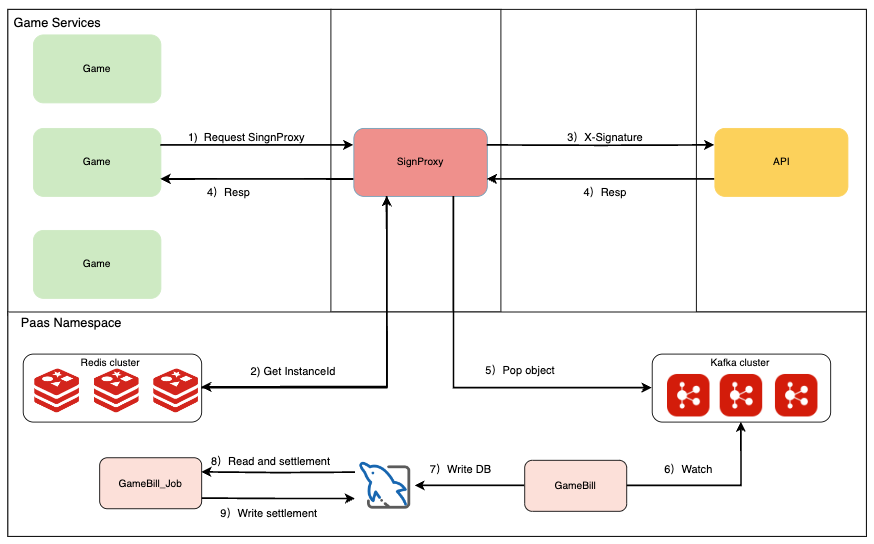 Game Services
Game
Game
1）Request SingnProxy
SignProxy
3）X-Signature
API
4）Resp
4）Resp
Game
Paas Namespace
Redis cluster
2）Get InstanceId
5）Pop object
Kafka cluster
GameBill_Job
8）Read and settlement
9）Write settlement
7）Write DB
GameBill
6）Watch